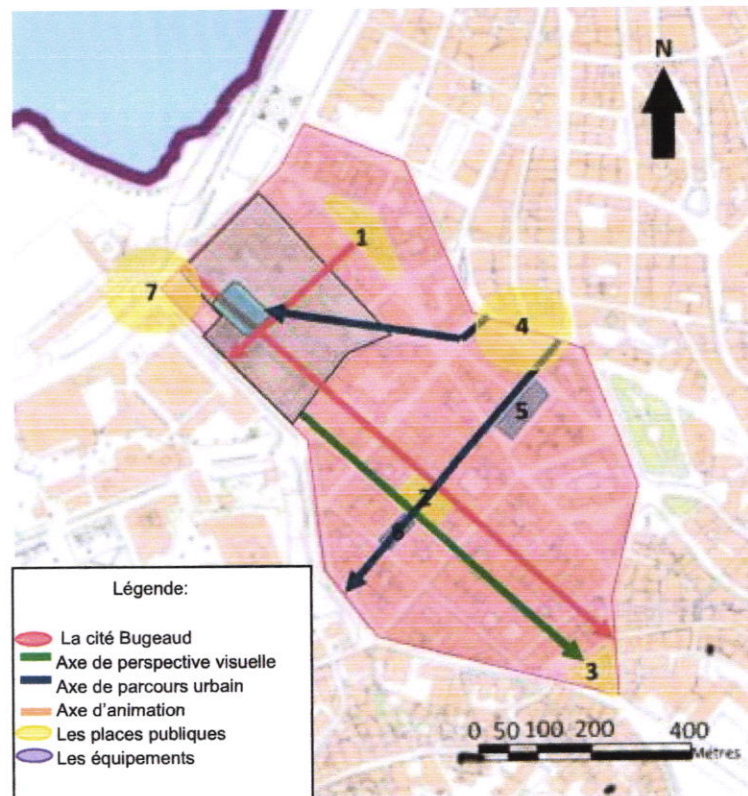 N
1
7
4
5
2
6
3
Légende:
La cité Bugeaud
Axe de perspective visuelle
Axe de parcours urbain
Axe d'animation
Les places publiques
Les équipements
0 50 100 200 400
Métres